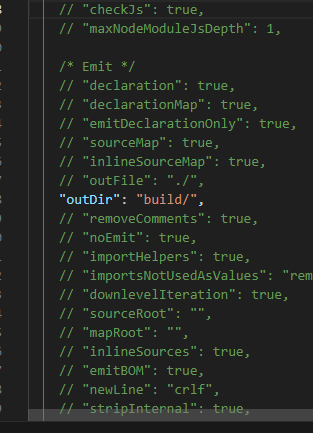 // "checkJs": true,
// "maxNodeModuleJsDepth": 1,
/* Emit */
// "declaration": true,
// "declarationMap": true,
// "emitDeclarationOnly": true,
// "sourceMap": true,
// "inlineSourceMap": true,
// "outFile": "./",
"outDir": "build/",
// "removeComments": true,
// "noEmit": true,
// "importHelpers": true,
// "importsNotUsedAsValues": "rem
// "downlevelIteration": true,
// "sourceRoot": "",
// "mapRoot": "",
// "inlineSources": true,
// "emitBOM": true,
// "newLine": "crlf",
// "stripInternal": true,